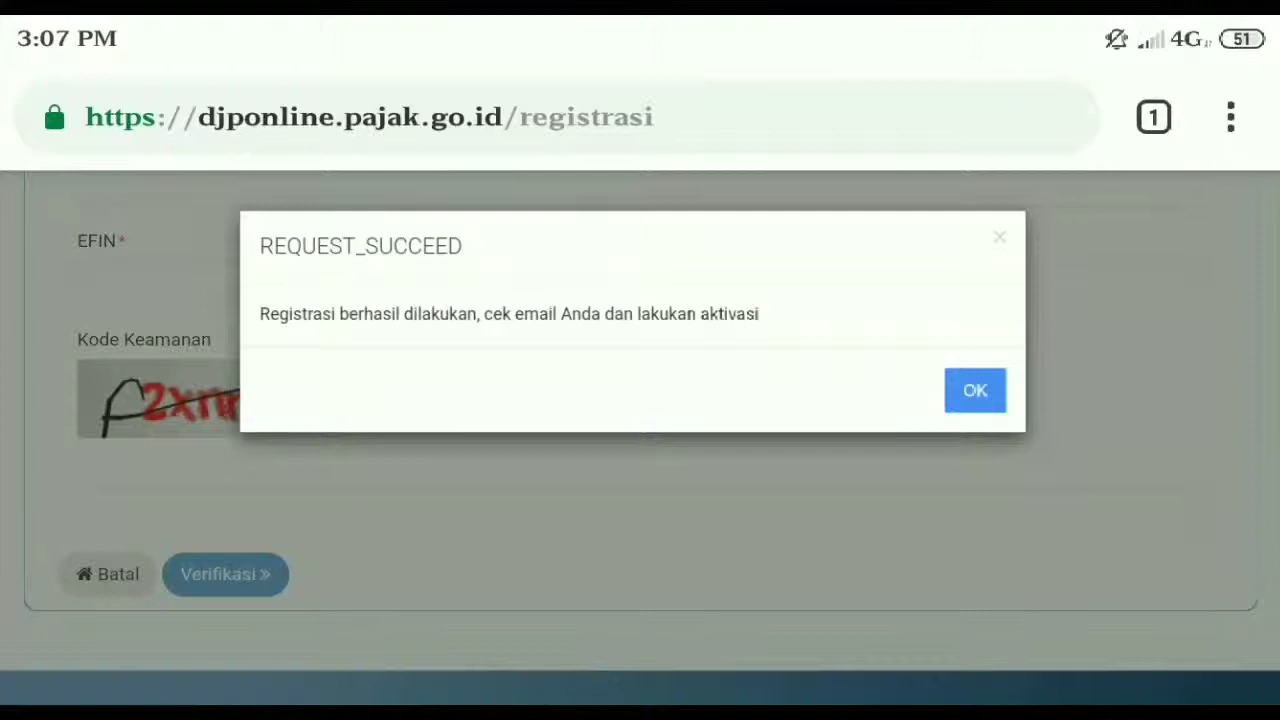 3:07 PM
4G
51
https://djponline.pajak.go.id/registrasi
1
EFIN*
REQUEST_SUCCEED
×
Registrasi berhasil dilakukan, cek email Anda dan lakukan aktivasi
Kode Keamanan
OK
Batal
Verifikasi »